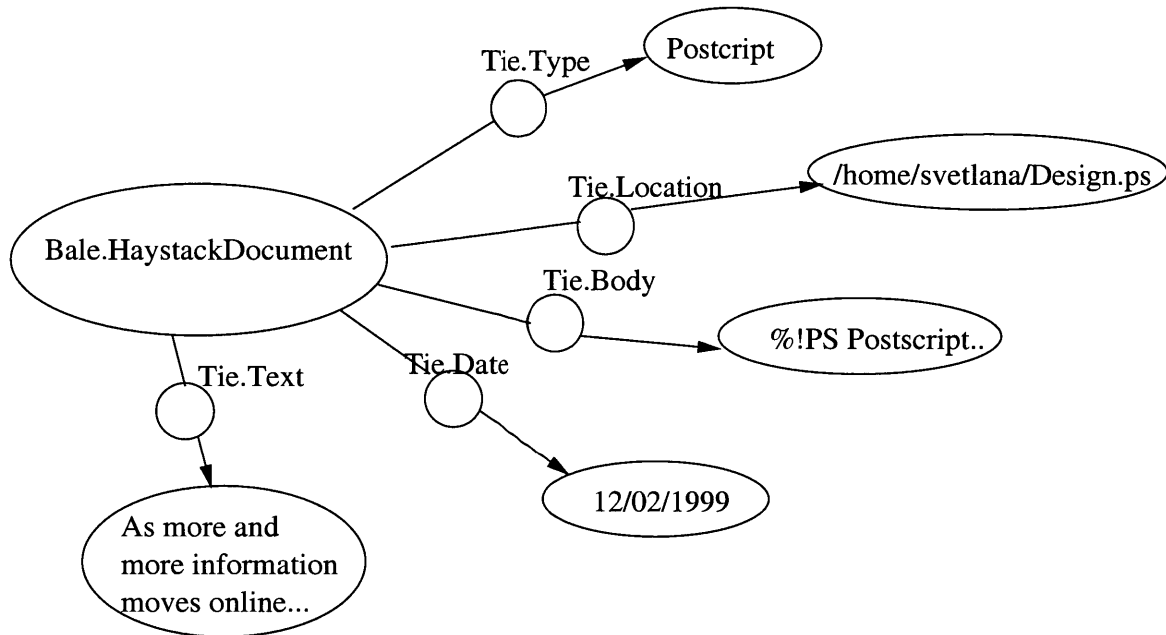 Postcript
Tie.Type
/home/svetlana/Design.ps
Tie.Location
Bale.HaystackDocument
Tie.Body
%!PS Postscript..
Tie.Date
Tie.Text
12/02/1999
As more and
more information
moves online...